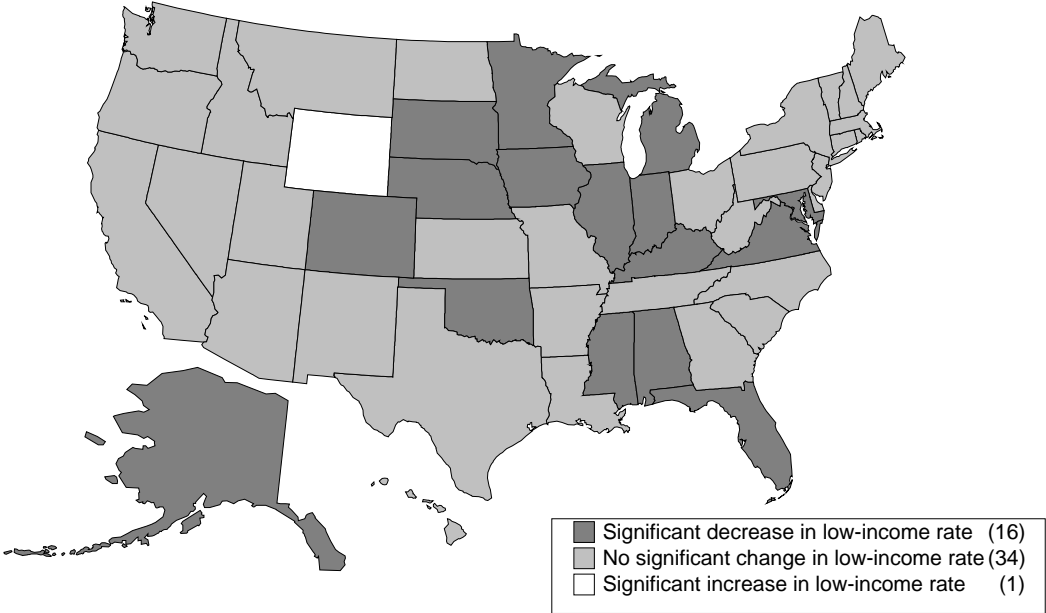 Significant decrease in low-income rate (16)
No significant change in low-income rate (34)
Significant increase in low-income rate (1)